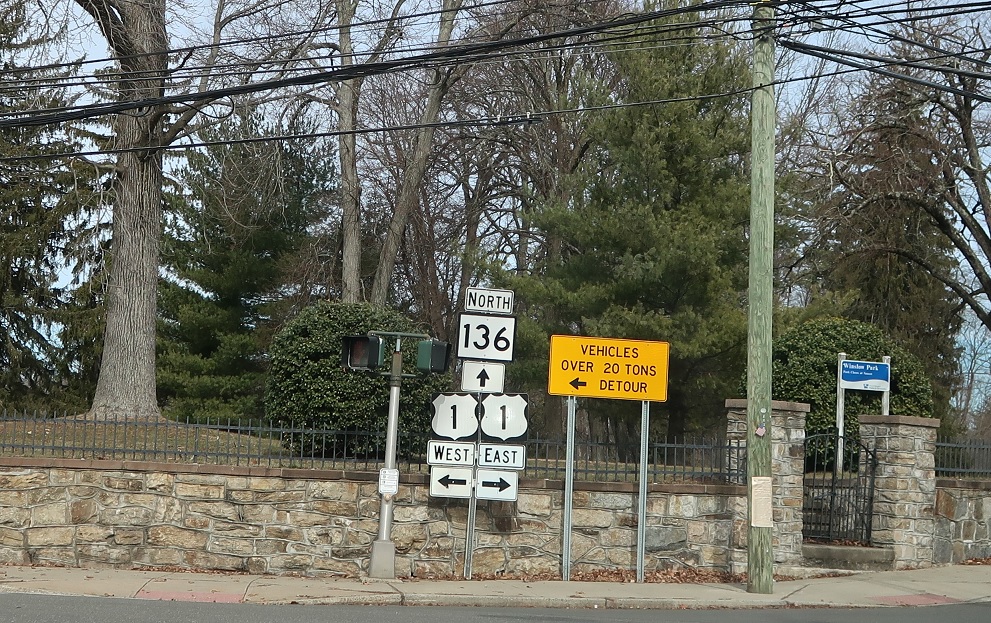 NORTH
136
1 1
WEST EAST
VEHICLES
OVER 20 TONS
DETOUR
Winslow Park